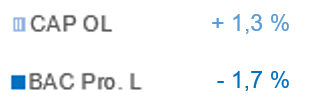 CAP OL + 1,3 %
BAC Pro. L - 1,7 %